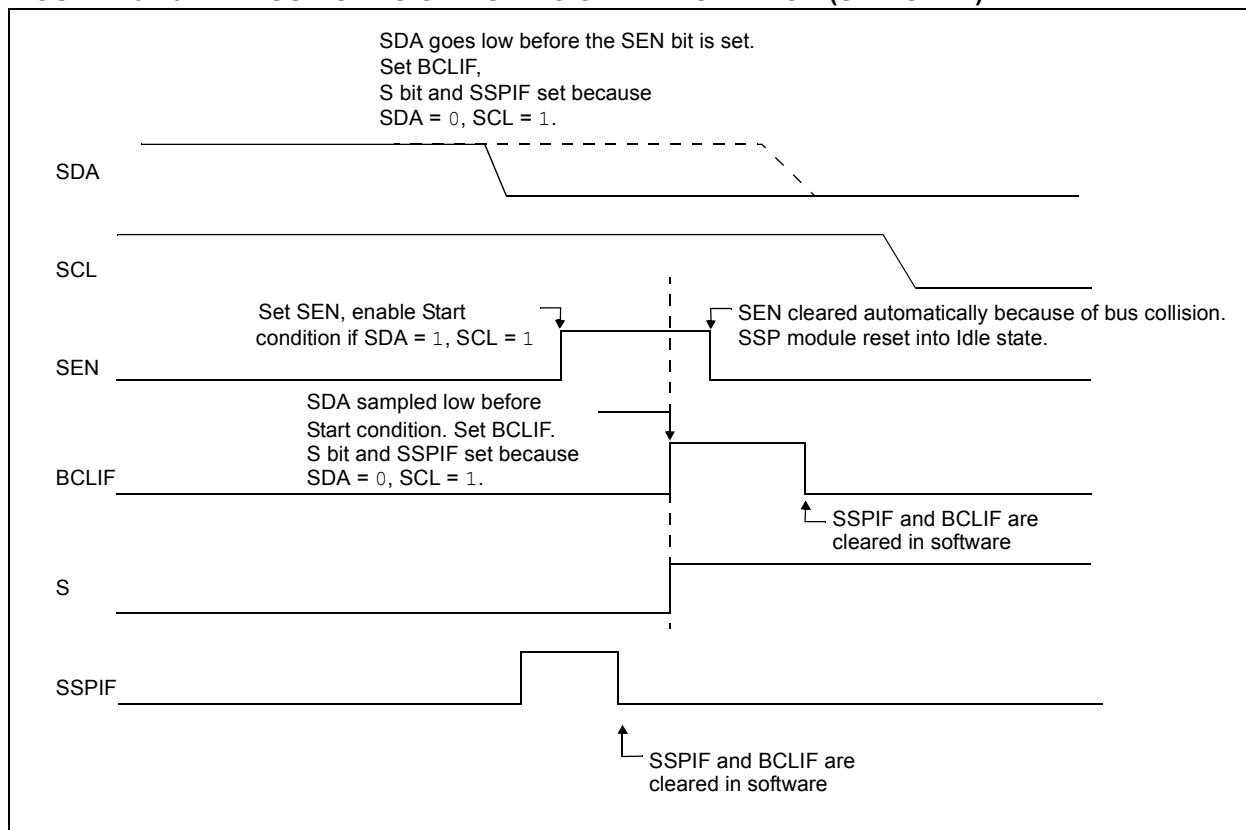 SDA goes low before the SEN bit is set.
Set BCLIF,
S bit and SSPIF set because
SDA = 0, SCL = 1.
SDA
SCL
Set SEN, enable Start
condition if SDA = 1, SCL = 1
SEN cleared automatically because of bus collision.
SSP module reset into Idle state.
SEN
SDA sampled low before
Start condition. Set BCLIF.
S bit and SSPIF set because
SDA = 0, SCL = 1.
BCLIF
SSPIF and BCLIF are
cleared in software
S
SSPIF
SSPIF and BCLIF are
cleared in software